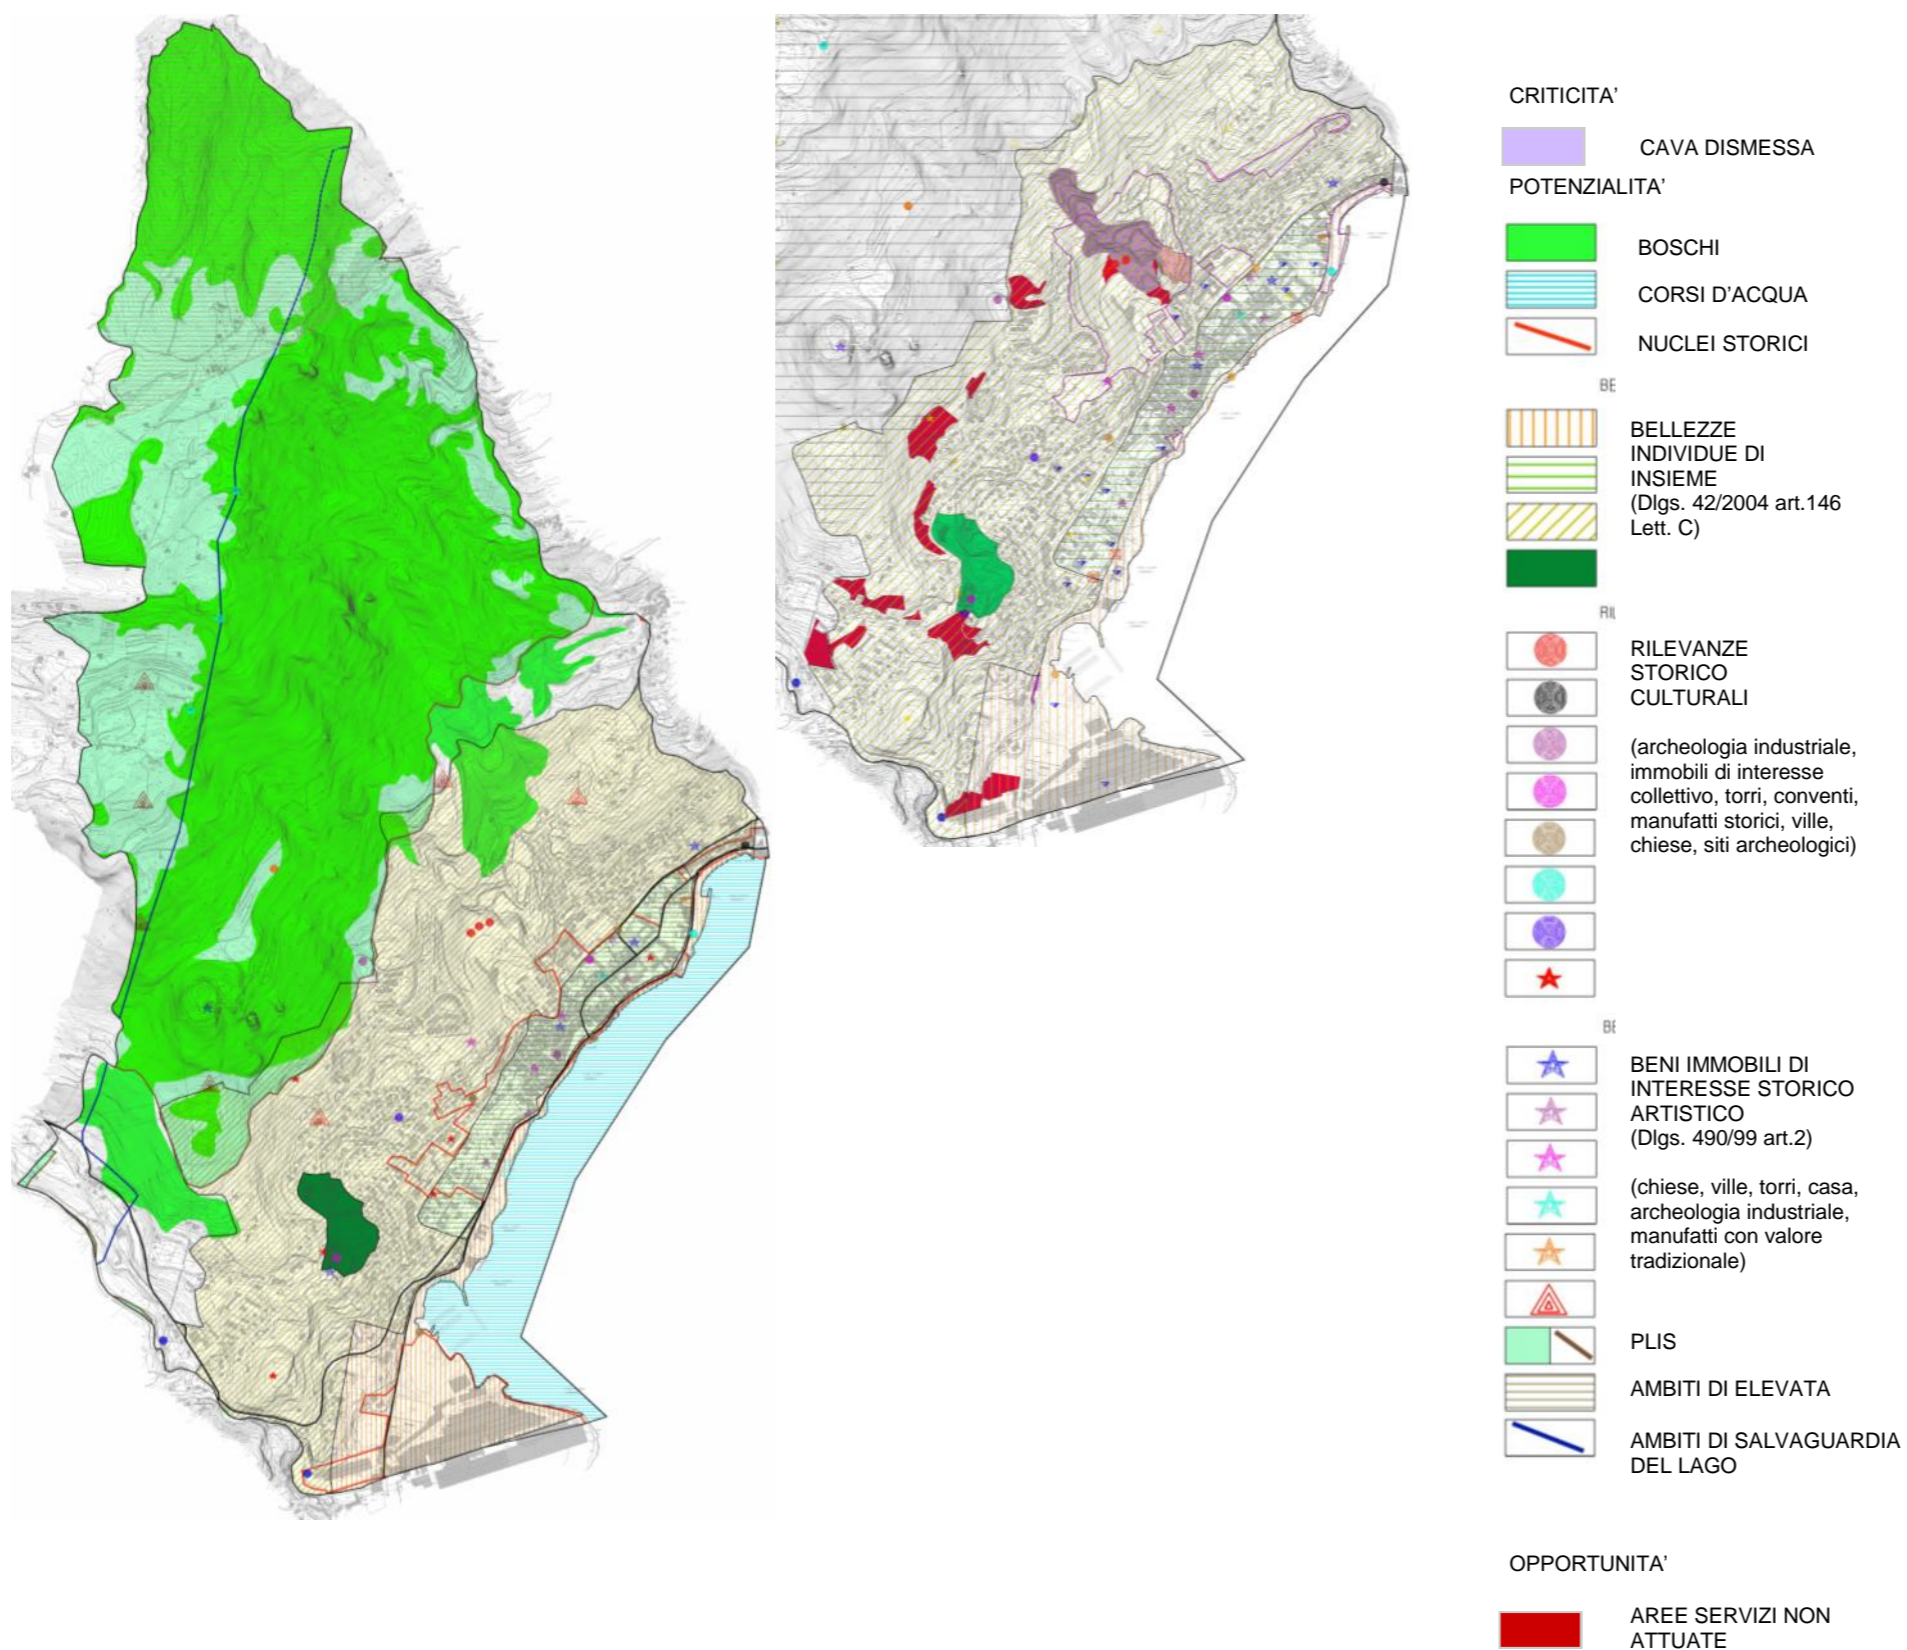 CRITICITA'
CAVA DISMESSA
POTENZIALITA'
BOSCHI
CORSI D'ACQUA
NUCLEI STORICI
BE
BELLEZZE
INDIVIDUE DI
INSIEME
(Dlgs. 42/2004 art.146
Lett. C)
RIL
RILEVANZE
STORICO
CULTURALI
(archeologia industriale,
immobili di interesse
collettivo, torri, conventi,
manufatti storici, ville,
chiese, siti archeologici)
BE
BENI IMMOBILI DI
INTERESSE STORICO
ARTISTICO
(Dlgs. 490/99 art.2)
(chiese, ville, torri, casa,
archeologia industriale,
manufatti con valore
tradizionale)
PLIS
AMBITI DI ELEVATA
AMBITI DI SALVAGUARDIA
DEL LAGO
OPPORTUNITA'
AREE SERVIZI NON
ATTUATE